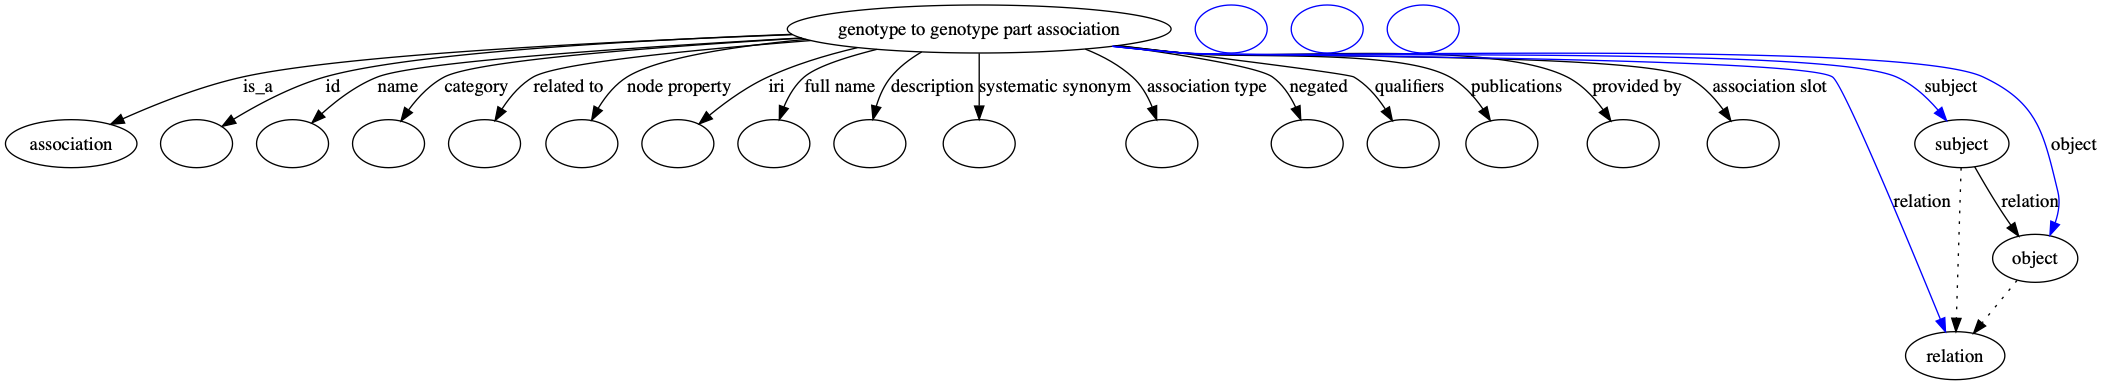 genotype to genotype part association
is_a
id
name
category
related to
node property
iri
full name
description
systematic synonym
association type
negated
qualifiers
publications
provided by
association slot
subject
object
association
subject
relation
relation
object
relation